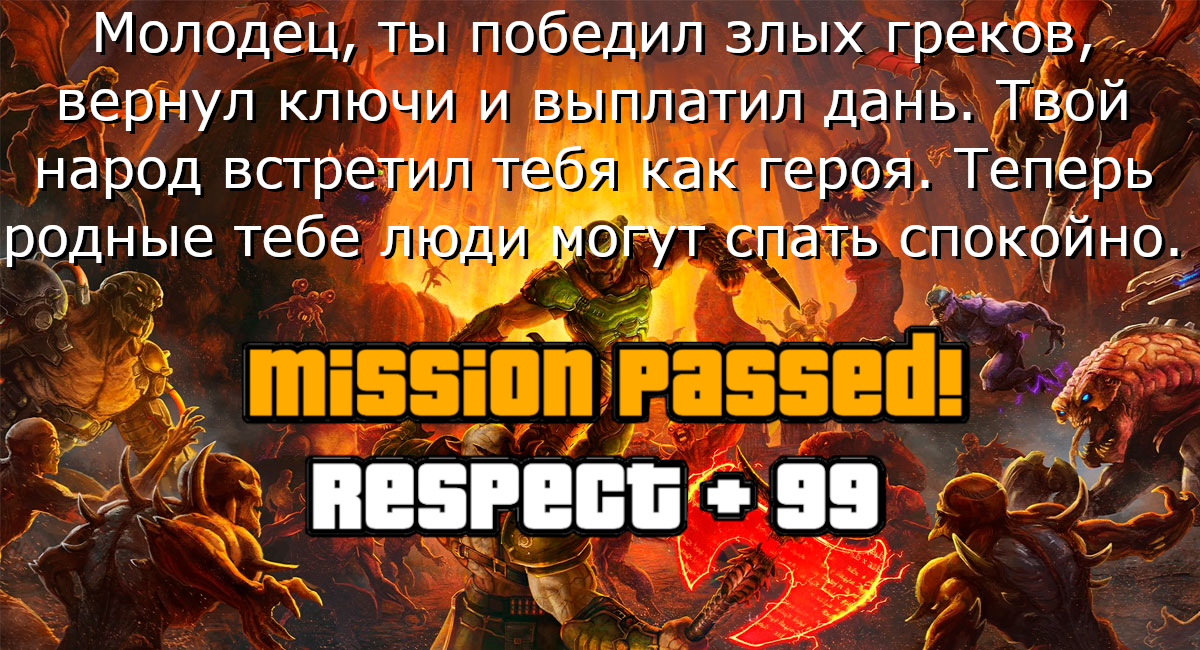 Молодец, ты победил злых греков,
вернул ключи и выплатил дань. Твой
народ встретил тебя как героя. Теперь
родные тебе люди могут спать спокойно.
mission passed!
Respect + 99